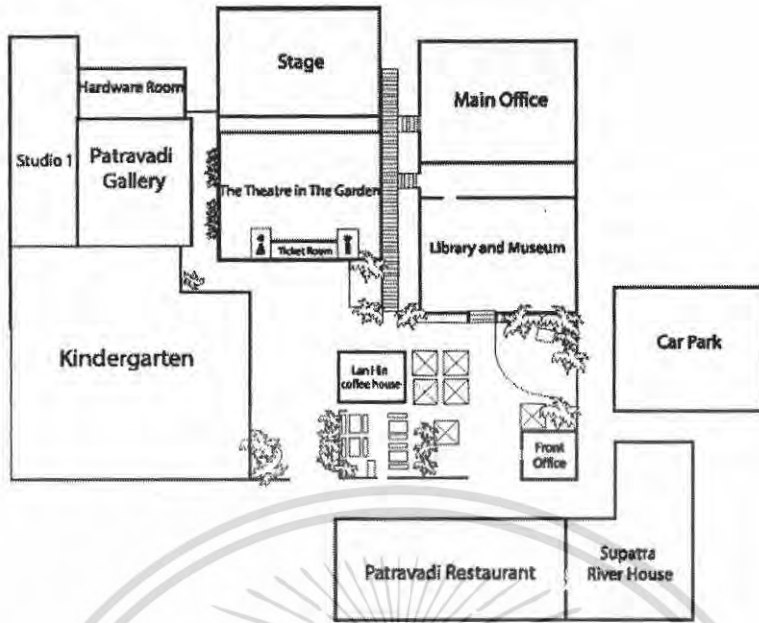 Stage
Hardware Room
Main Office
Studio 1
Patravadi
Gallery
The Theatre in The Garden
Ticket Room
Library and Museum
Kindergarten
Lan Hin
coffee house
Car Park
Front
Office
Patravadi Restaurant
Supatra
River House